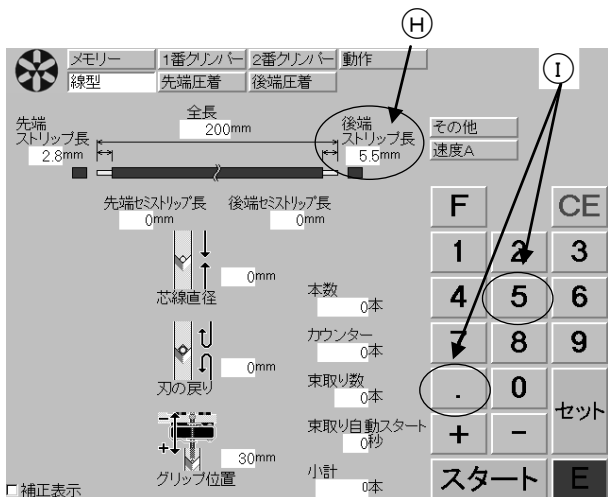 H
I
メモリー 1番クリンパー 2番クリンパー 動作
線型 先端圧着 後端圧着
全長
200mm
先端
ストリップ長
2.8mm
後端
ストリップ長
5.5mm
その他
速度A
先端セミストリップ長 後端セミストリップ長
0mm 0mm
0mm
芯線直径
0mm
刃の戻り
30mm
グリップ位置
本数
0本
カウンター
0本
束取り数
0本
束取り自動スタート
0秒
小計
0本
補正表示
F CE
1 2 3
4 5 6
7 8 9
. 0 セット
+ -
スタート E